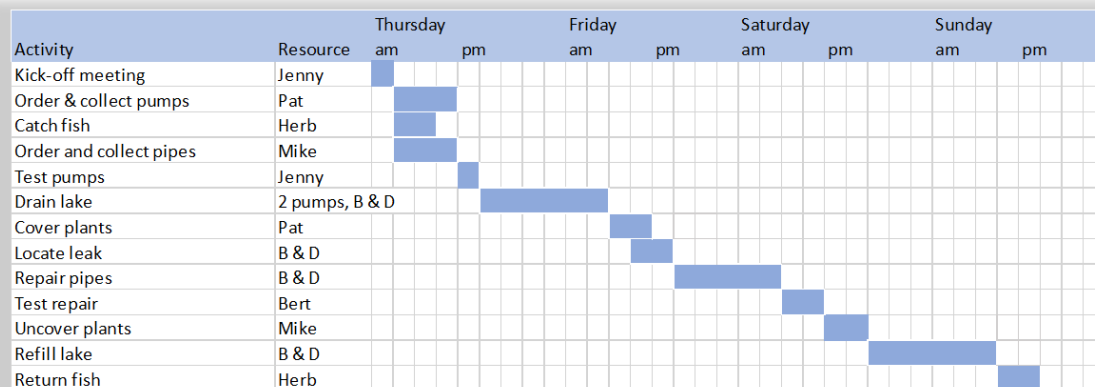 Thursday Friday Saturday Sunday
Activity Resource am pm am pm am pm am pm
Kick-off meeting Jenny
Order & collect pumps Pat
Catch fish Herb
Order and collect pipes Mike
Test pumps Jenny
Drain lake 2 pumps, B & D
Cover plants Pat
Locate leak B & D
Repair pipes B & D
Test repair Bert
Uncover plants Mike
Refill lake B & D
Return fish Herb